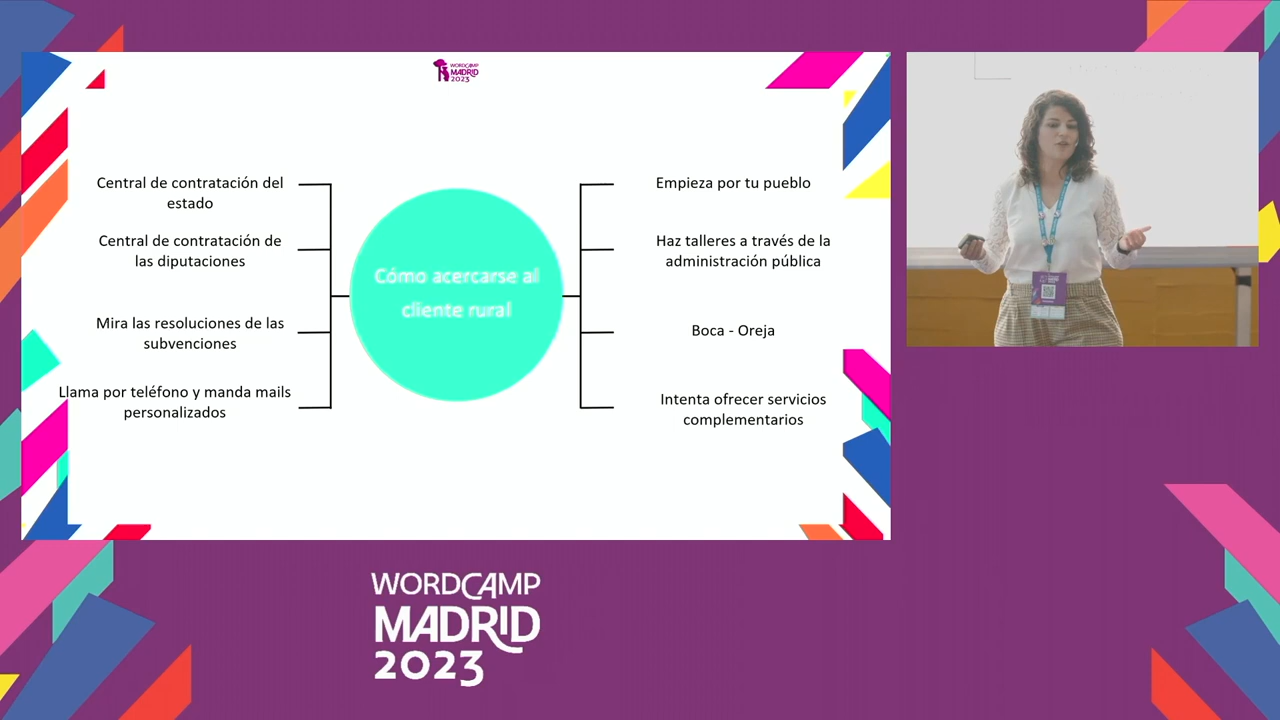 WORDCAMP
MADRID
2023
Central de contratación del
estado
Central de contratación de
las diputaciones
Mira las resoluciones de las
subvenciones
Llama por teléfono y manda mails
personalizados
Cómo acercarse al
cliente rural
Empieza por tu pueblo
Haz talleres a través de la
administración pública
Boca - Oreja
Intenta ofrecer servicios
complementarios
WORDCAMP
MADRID
2023